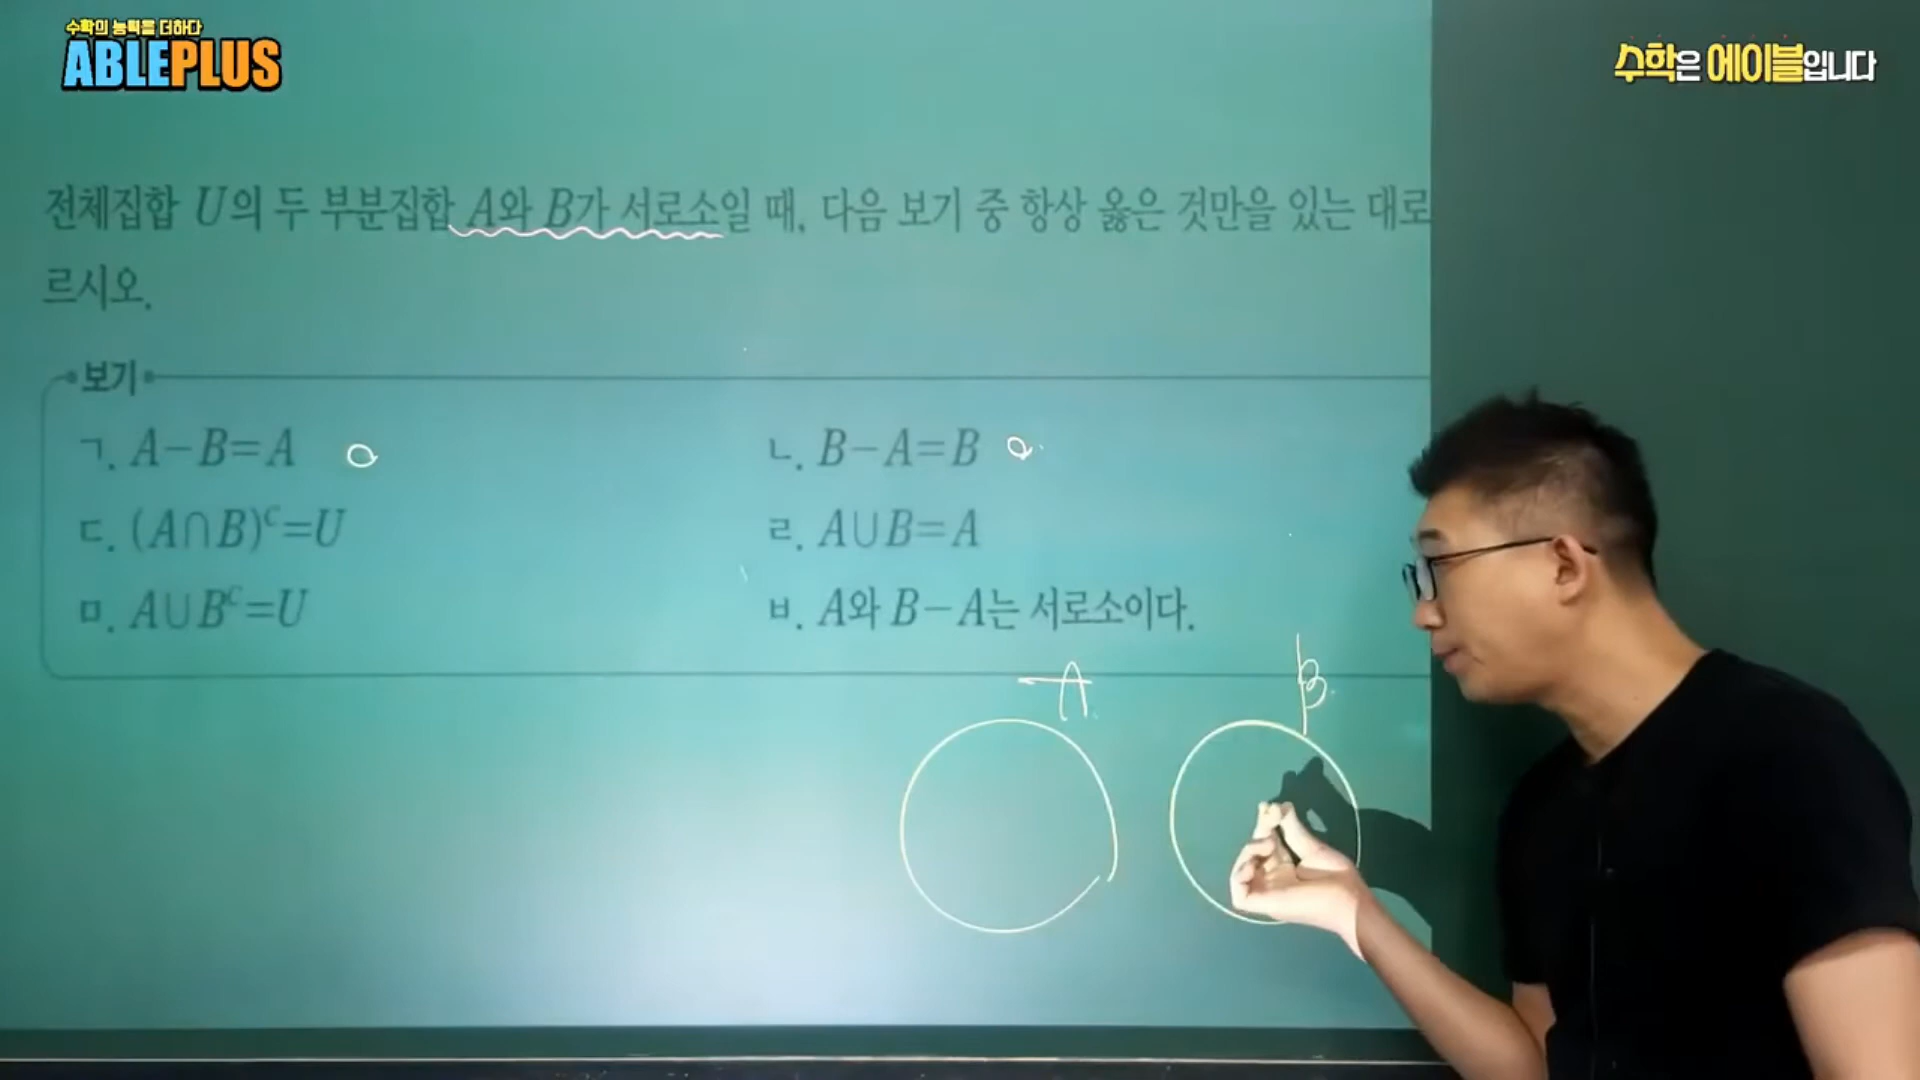 수학의 능력을 더하다
ABLEPLUS
수학은 에이블입니다
전체집합 U의 두 부분집합 A와 B가 서로소일 때, 다음 보기 중 항상 옳은 것만을 있는 대로
르시오.
보기
ㄱ. A-B=A
ㄴ. B-A=B
ㄷ. (A∩B)^C=U
ㄹ. A∪B=A
ㅁ. A∪B^C=U
ㅂ. A와 B-A는 서로소이다.
A
B